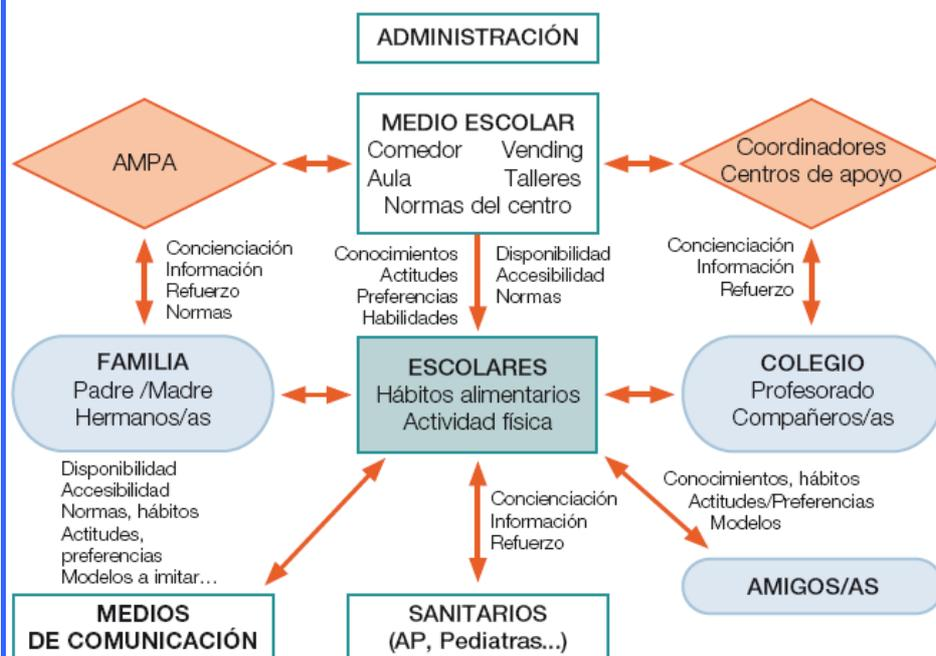 ADMINISTRACIÓN
MEDIO ESCOLAR
Comedor Vending
Aula Talleres
Normas del centro
AMPA
Coordinadores
Centros de apoyo
Concienciación
Información
Refuerzo
Normas
Conocimientos
Actitudes
Preferencias
Habilidades
Disponibilidad
Accesibilidad
Normas
Concienciación
Información
Refuerzo
FAMILIA
Padre /Madre
Hermanos/as
ESCOLARES
Hábitos alimentarios
Actividad física
COLEGIO
Profesorado
Compañeros/as
Disponibilidad
Accesibilidad
Normas, hábitos
Actitudes,
preferencias
Modelos a imitar...
Concienciación
Información
Refuerzo
Conocimientos, hábitos
Actitudes/Preferencias
Modelos
AMIGOS/AS
MEDIOS
DE COMUNICACIÓN
SANITARIOS
(AP, Pediatras...)